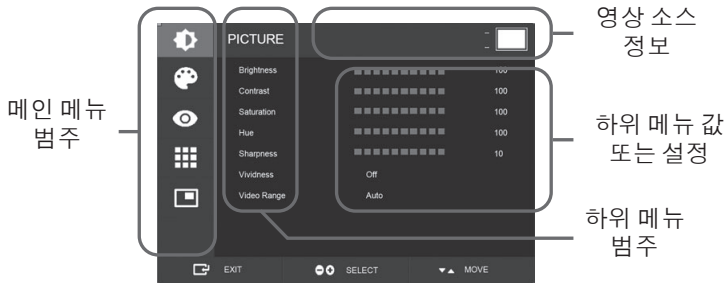 영상 소스
정보
메인 메뉴
범주
PICTURE
Brightness 100
Contrast 100
Saturation 100
Hue 100
Sharpness 10
Vividness Off
Video Range Auto
하위 메뉴 값
또는 설정
하위 메뉴
범주
EXIT SELECT MOVE